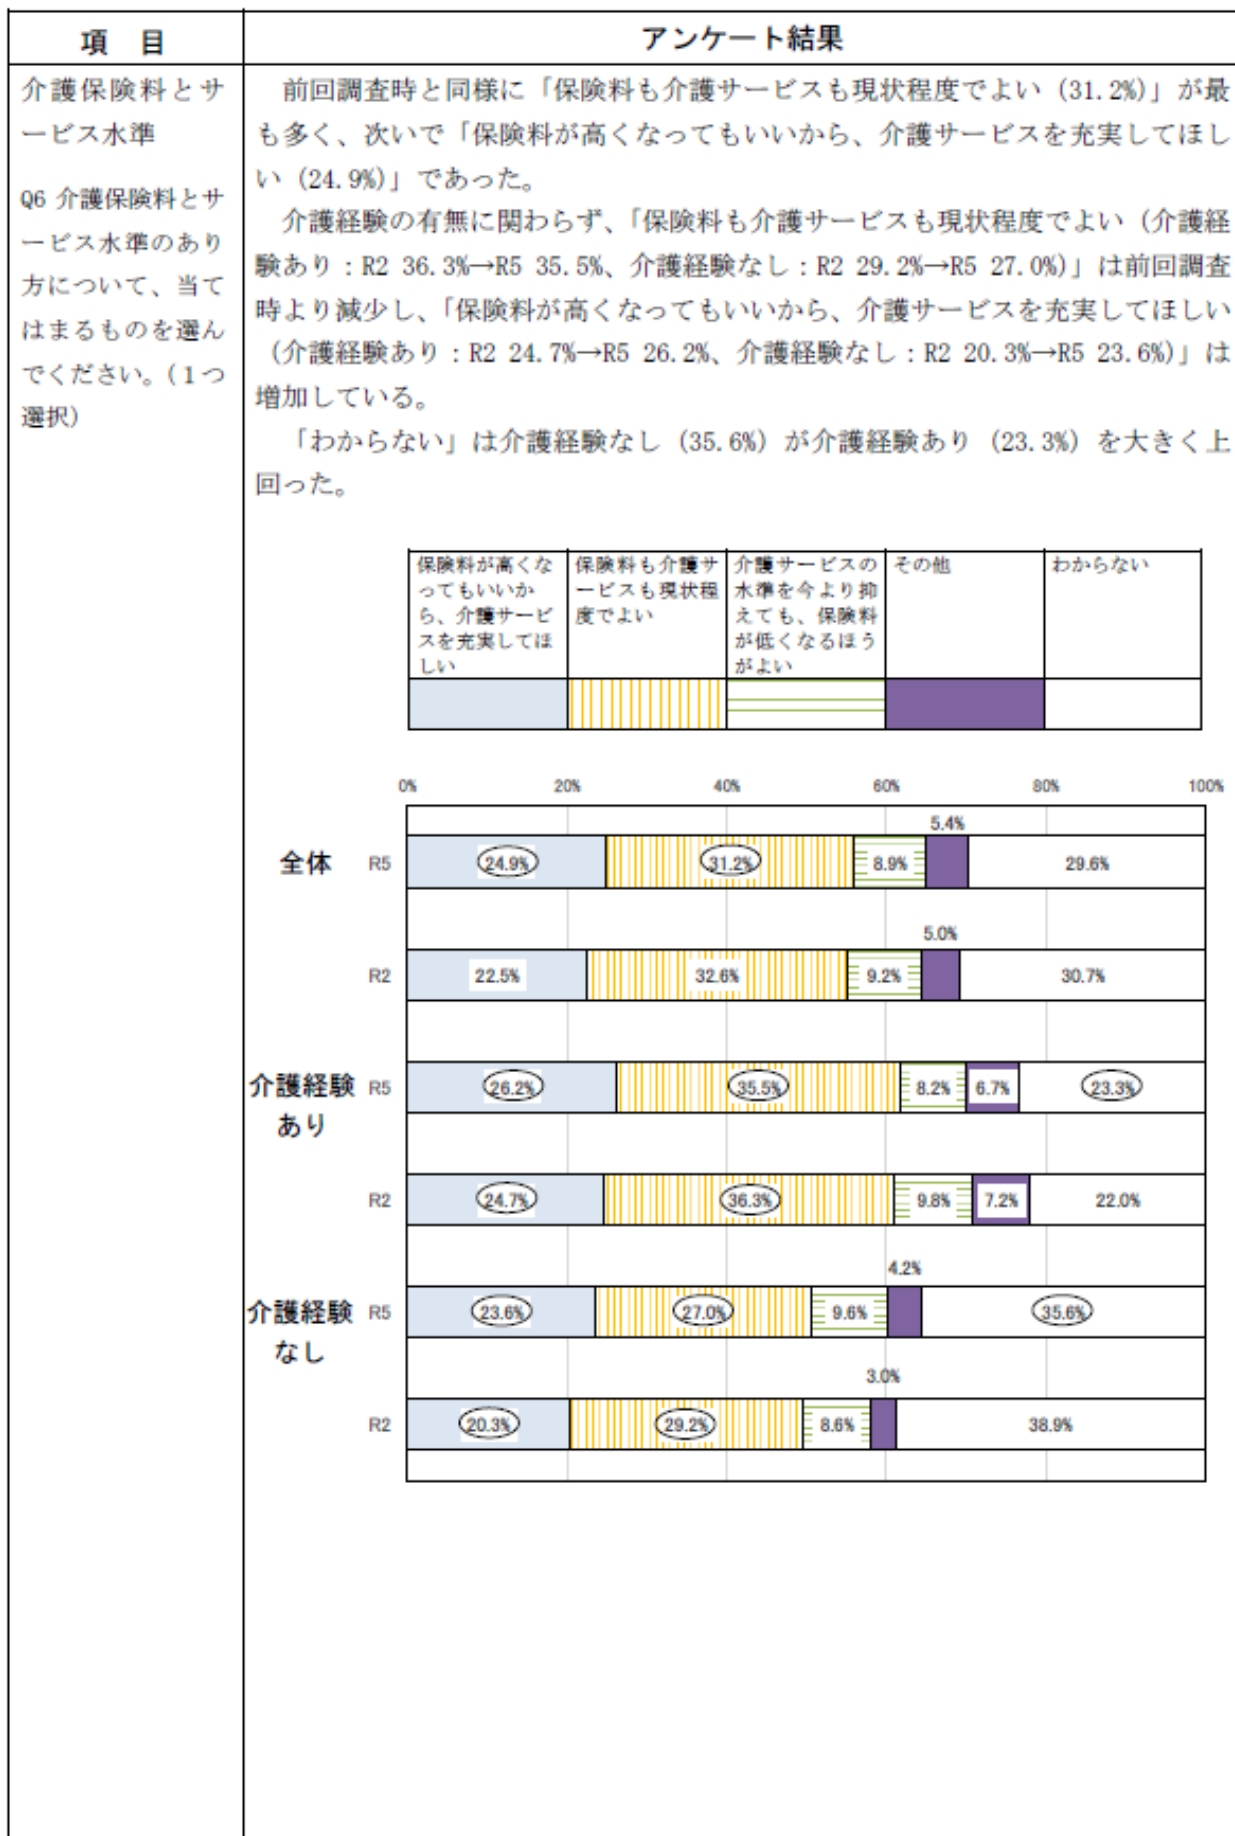 項　目
アンケート結果
介護保険料とサ
ービス水準
Q6 介護保険料とサ
ービス水準のあり
方について、当て
はまるものを選ん
でください。（１つ
選択）
前回調査時と同様に「保険料も介護サービスも現状程度でよい（31.2%）」が最
も多く、次いで「保険料が高くなってもいいから、介護サービスを充実してほし
い（24.9%）」であった。
介護経験の有無に関わらず、「保険料も介護サービスも現状程度でよい（介護経
験あり：R2 36.3%→R5 35.5%、介護経験なし：R2 29.2%→R5 27.0%）」は前回調査
時より減少し、「保険料が高くなってもいいから、介護サービスを充実してほしい
（介護経験あり：R2 24.7%→R5 26.2%、介護経験なし：R2 20.3%→R5 23.6%）」は
増加している。
「わからない」は介護経験なし（35.6%）が介護経験あり（23.3%）を大きく上
回った。
保険料が高くな
ってもいいか
ら、介護サービ
スを充実してほ
しい
保険料も介護サ
ービスも現状程
度でよい
介護サービスの
水準を今より抑
えても、保険料
が低くなるほう
がよい
その他
わからない
0% 20% 40% 60% 80% 100%
5.4%
全体 R5 24.9% 31.2% 8.9% 29.6%
5.0%
R2 22.5% 32.6% 9.2% 30.7%
介護経験 R5 26.2% 35.5% 8.2% 6.7% 23.3%
あり
R2 24.7% 36.3% 9.8% 7.2% 22.0%
4.2%
介護経験 R5 23.6% 27.0% 9.6% 35.6%
なし
3.0%
R2 20.3% 29.2% 8.6% 38.9%